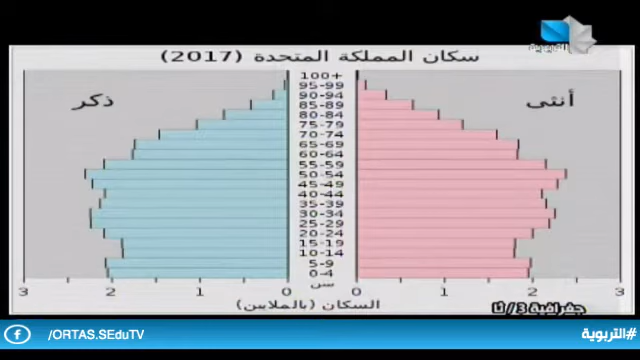 التربوية
سكان المملكة المتحدة (2017)
ذكر
أنثى
100+
95-99
90-94
85-89
80-84
75-79
70-74
65-69
60-64
55-59
50-54
45-49
40-44
35-39
30-34
25-29
20-24
15-19
10-14
5-9
0-4
سن
3 2 1 0 0 1 2 3
السكان (بالملايين)
جغرافية 3 / ثا
/ORTAS.SEduTV
#التربوية